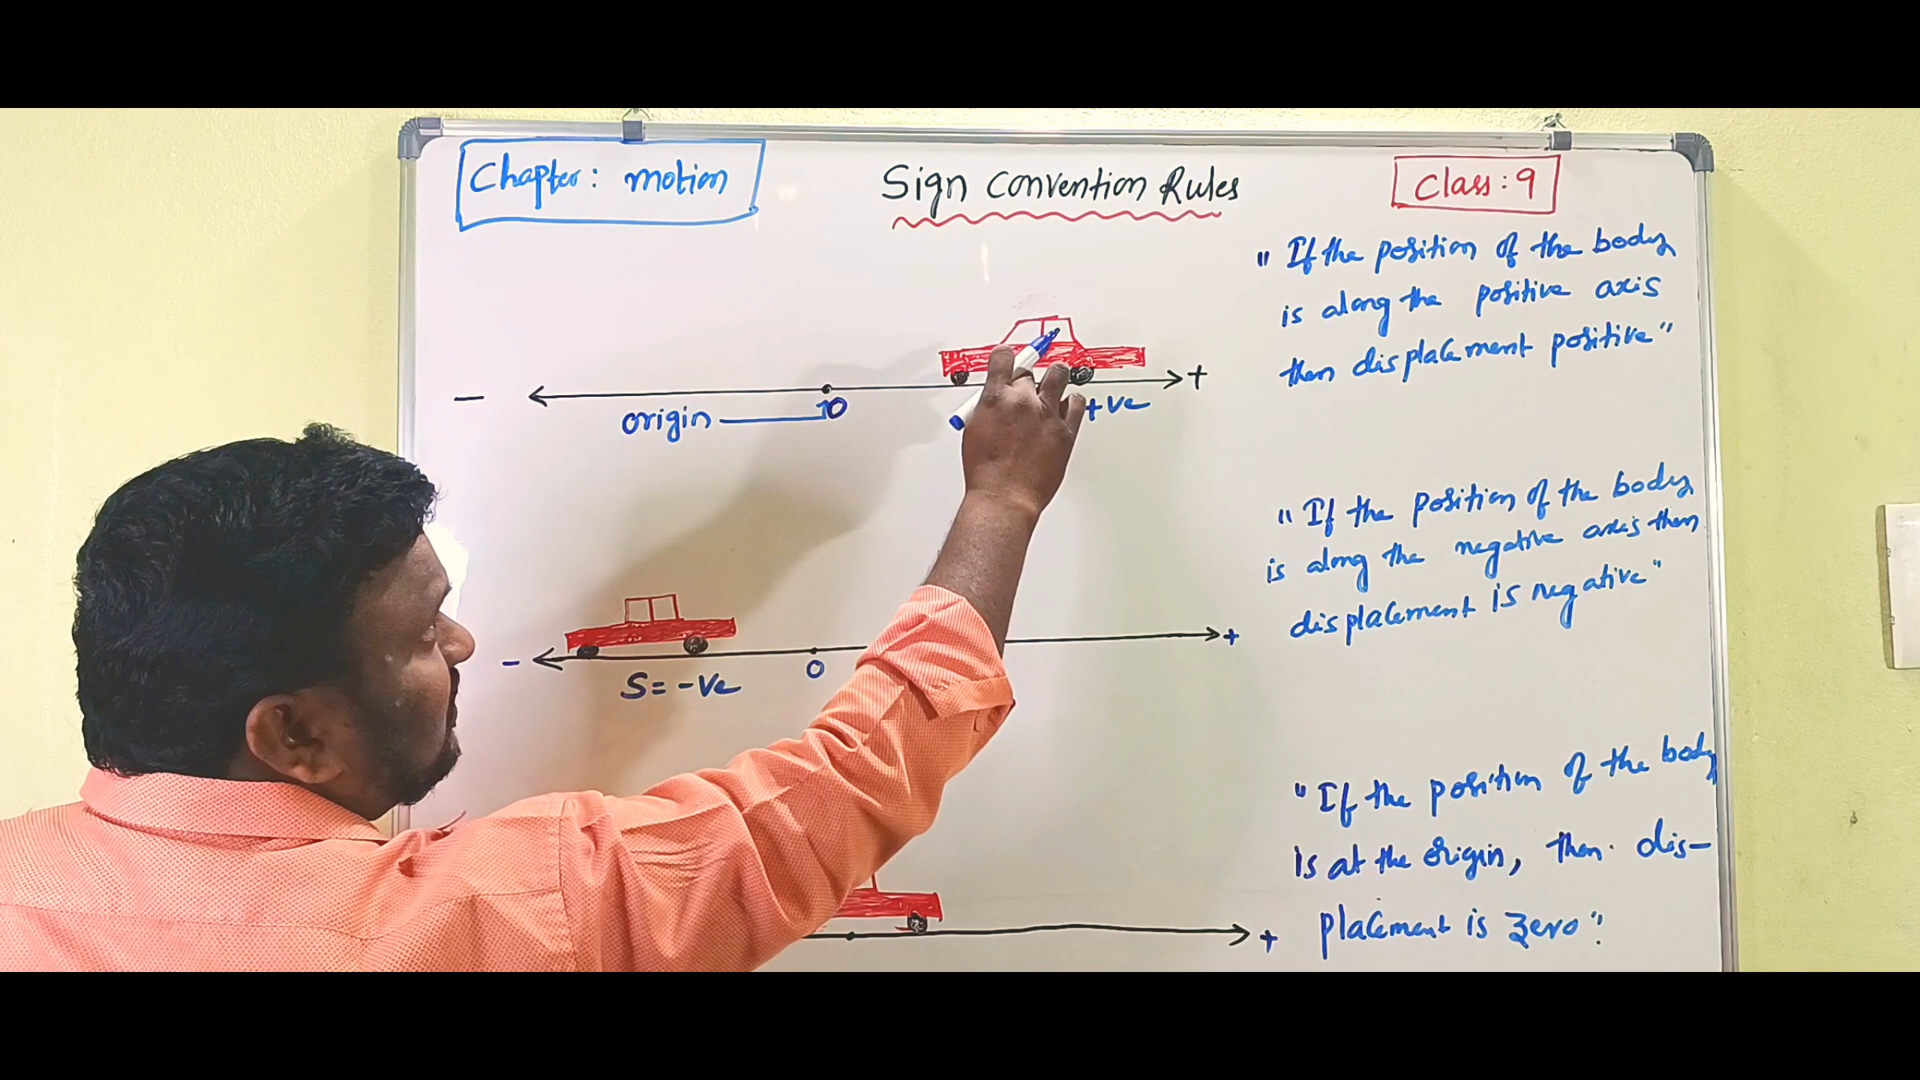 Chapter: motion
Sign Convention Rules
Class: 9
"If the position of the body
is along the positive axis
then displacement positive"
- +
origin 0
+ve
"If the position of the body
is along the negative axis then
displacement is negative"
- +
S = -ve 0
"If the position of the body
is at the origin, then dis-
placement is zero"
+